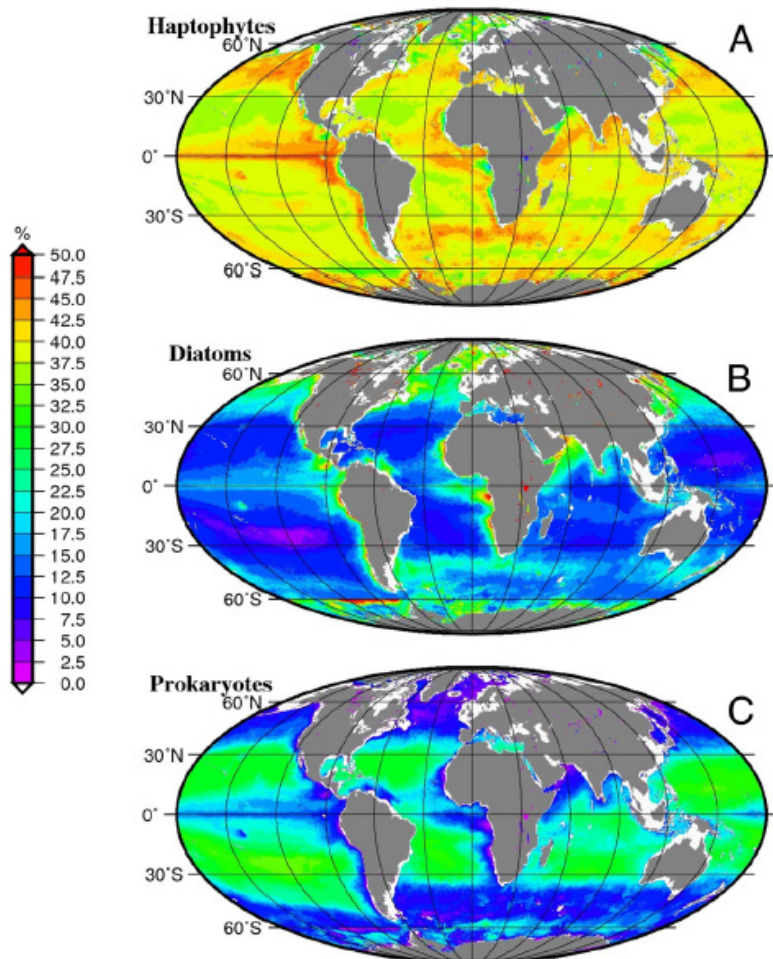 Haptophytes
A
60°N
30°N
0°
30°S
60°S
%
50.0
47.5
45.0
42.5
40.0
37.5
35.0
32.5
30.0
27.5
25.0
22.5
20.0
17.5
15.0
12.5
10.0
7.5
5.0
2.5
0.0
Diatoms
B
60°N
30°N
0°
30°S
60°S
Prokaryotes
C
60°N
30°N
0°
30°S
60°S